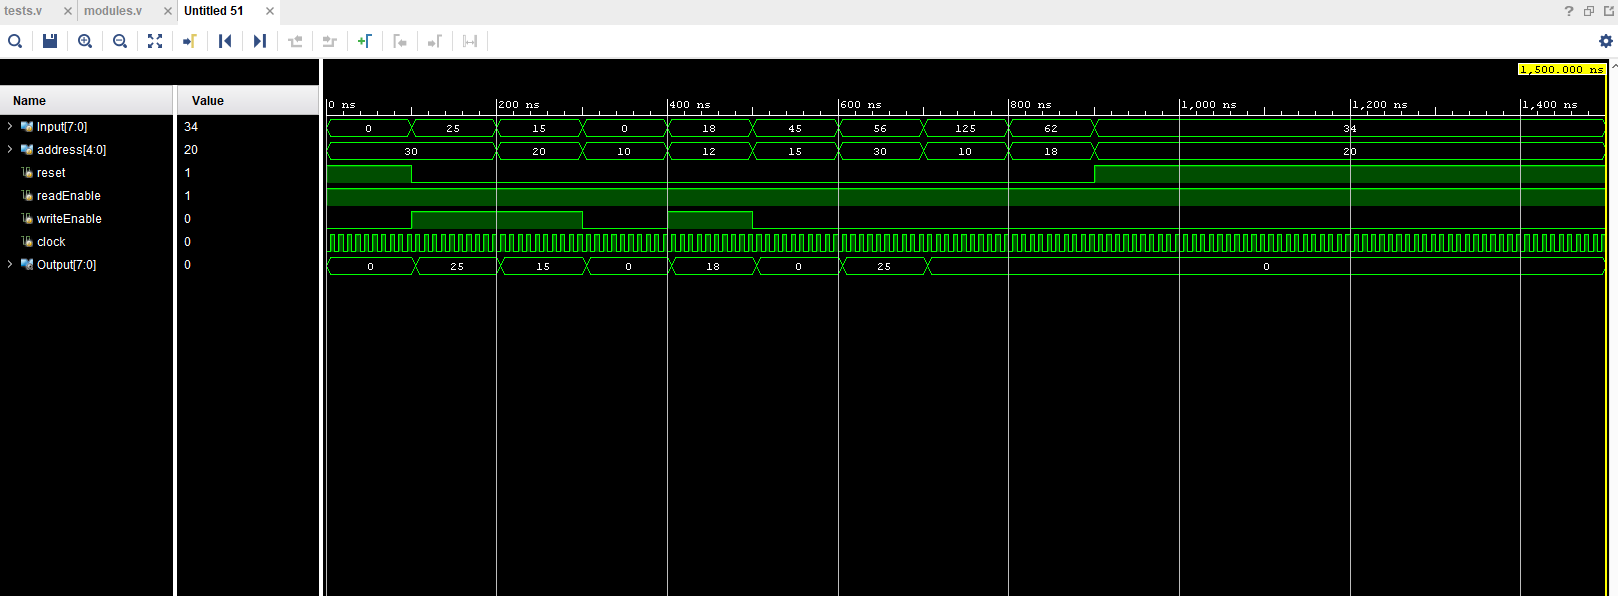 tests.v × modules.v × Untitled 51 ×
?
1,500.000 ns
Name Value
0 ns 200 ns 400 ns 600 ns 800 ns 1,000 ns 1,200 ns 1,400 ns
Input[7:0] 34 0 25 15 0 18 45 56 125 62 34
address[4:0] 20 30 20 10 12 15 30 10 18 20
reset 1
readEnable 1
writeEnable 0
clock 0
Output[7:0] 0 0 25 15 0 18 0 25 0